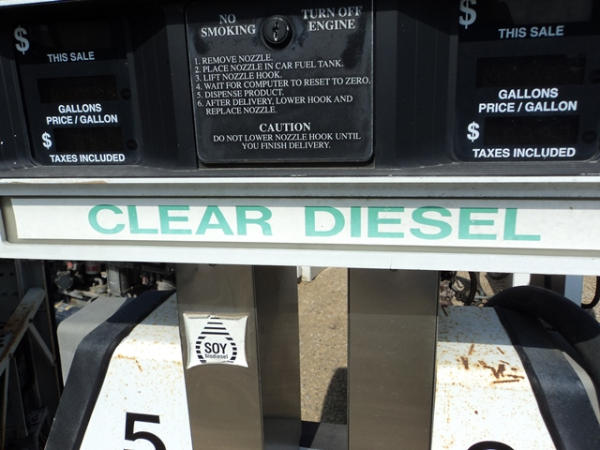 NO SMOKING
TURN OFF ENGINE
$
THIS SALE
GALLONS
PRICE / GALLON
$
TAXES INCLUDED
1. REMOVE NOZZLE.
2. PLACE NOZZLE IN CAR FUEL TANK.
3. LIFT NOZZLE HOOK.
4. WAIT FOR COMPUTER TO RESET TO ZERO.
5. DISPENSE PRODUCT.
6. AFTER DELIVERY, LOWER HOOK AND
REPLACE NOZZLE.
CAUTION
DO NOT LOWER NOZZLE HOOK UNTIL
YOU FINISH DELIVERY.
$
THIS SALE
GALLONS
PRICE / GALLON
$
TAXES INCLUDED
CLEAR DIESEL
SOY
biodiesel
5